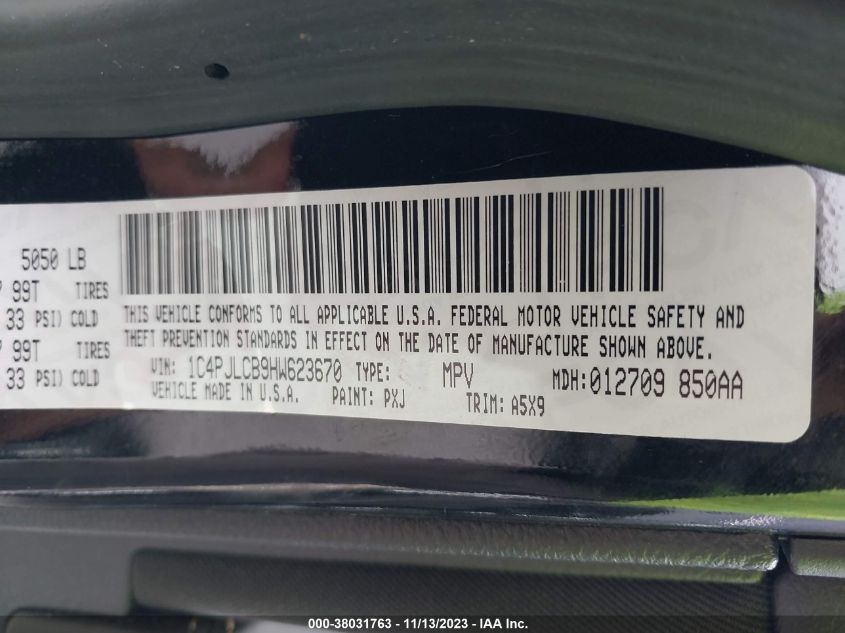 5050 LB
99T TIRES
33 PSI) COLD
99T TIRES
33 PSI) COLD
THIS VEHICLE CONFORMS TO ALL APPLICABLE U.S.A. FEDERAL MOTOR VEHICLE SAFETY AND
THEFT PREVENTION STANDARDS IN EFFECT ON THE DATE OF MANUFACTURE SHOWN ABOVE.
VIN: 1C4PJLCB9HW623670 TYPE: MPV MDH:012709 850AA
VEHICLE MADE IN U.S.A. PAINT: PXJ TRIM: A5X9
000-38031763 - 11/13/2023 - IAA Inc.